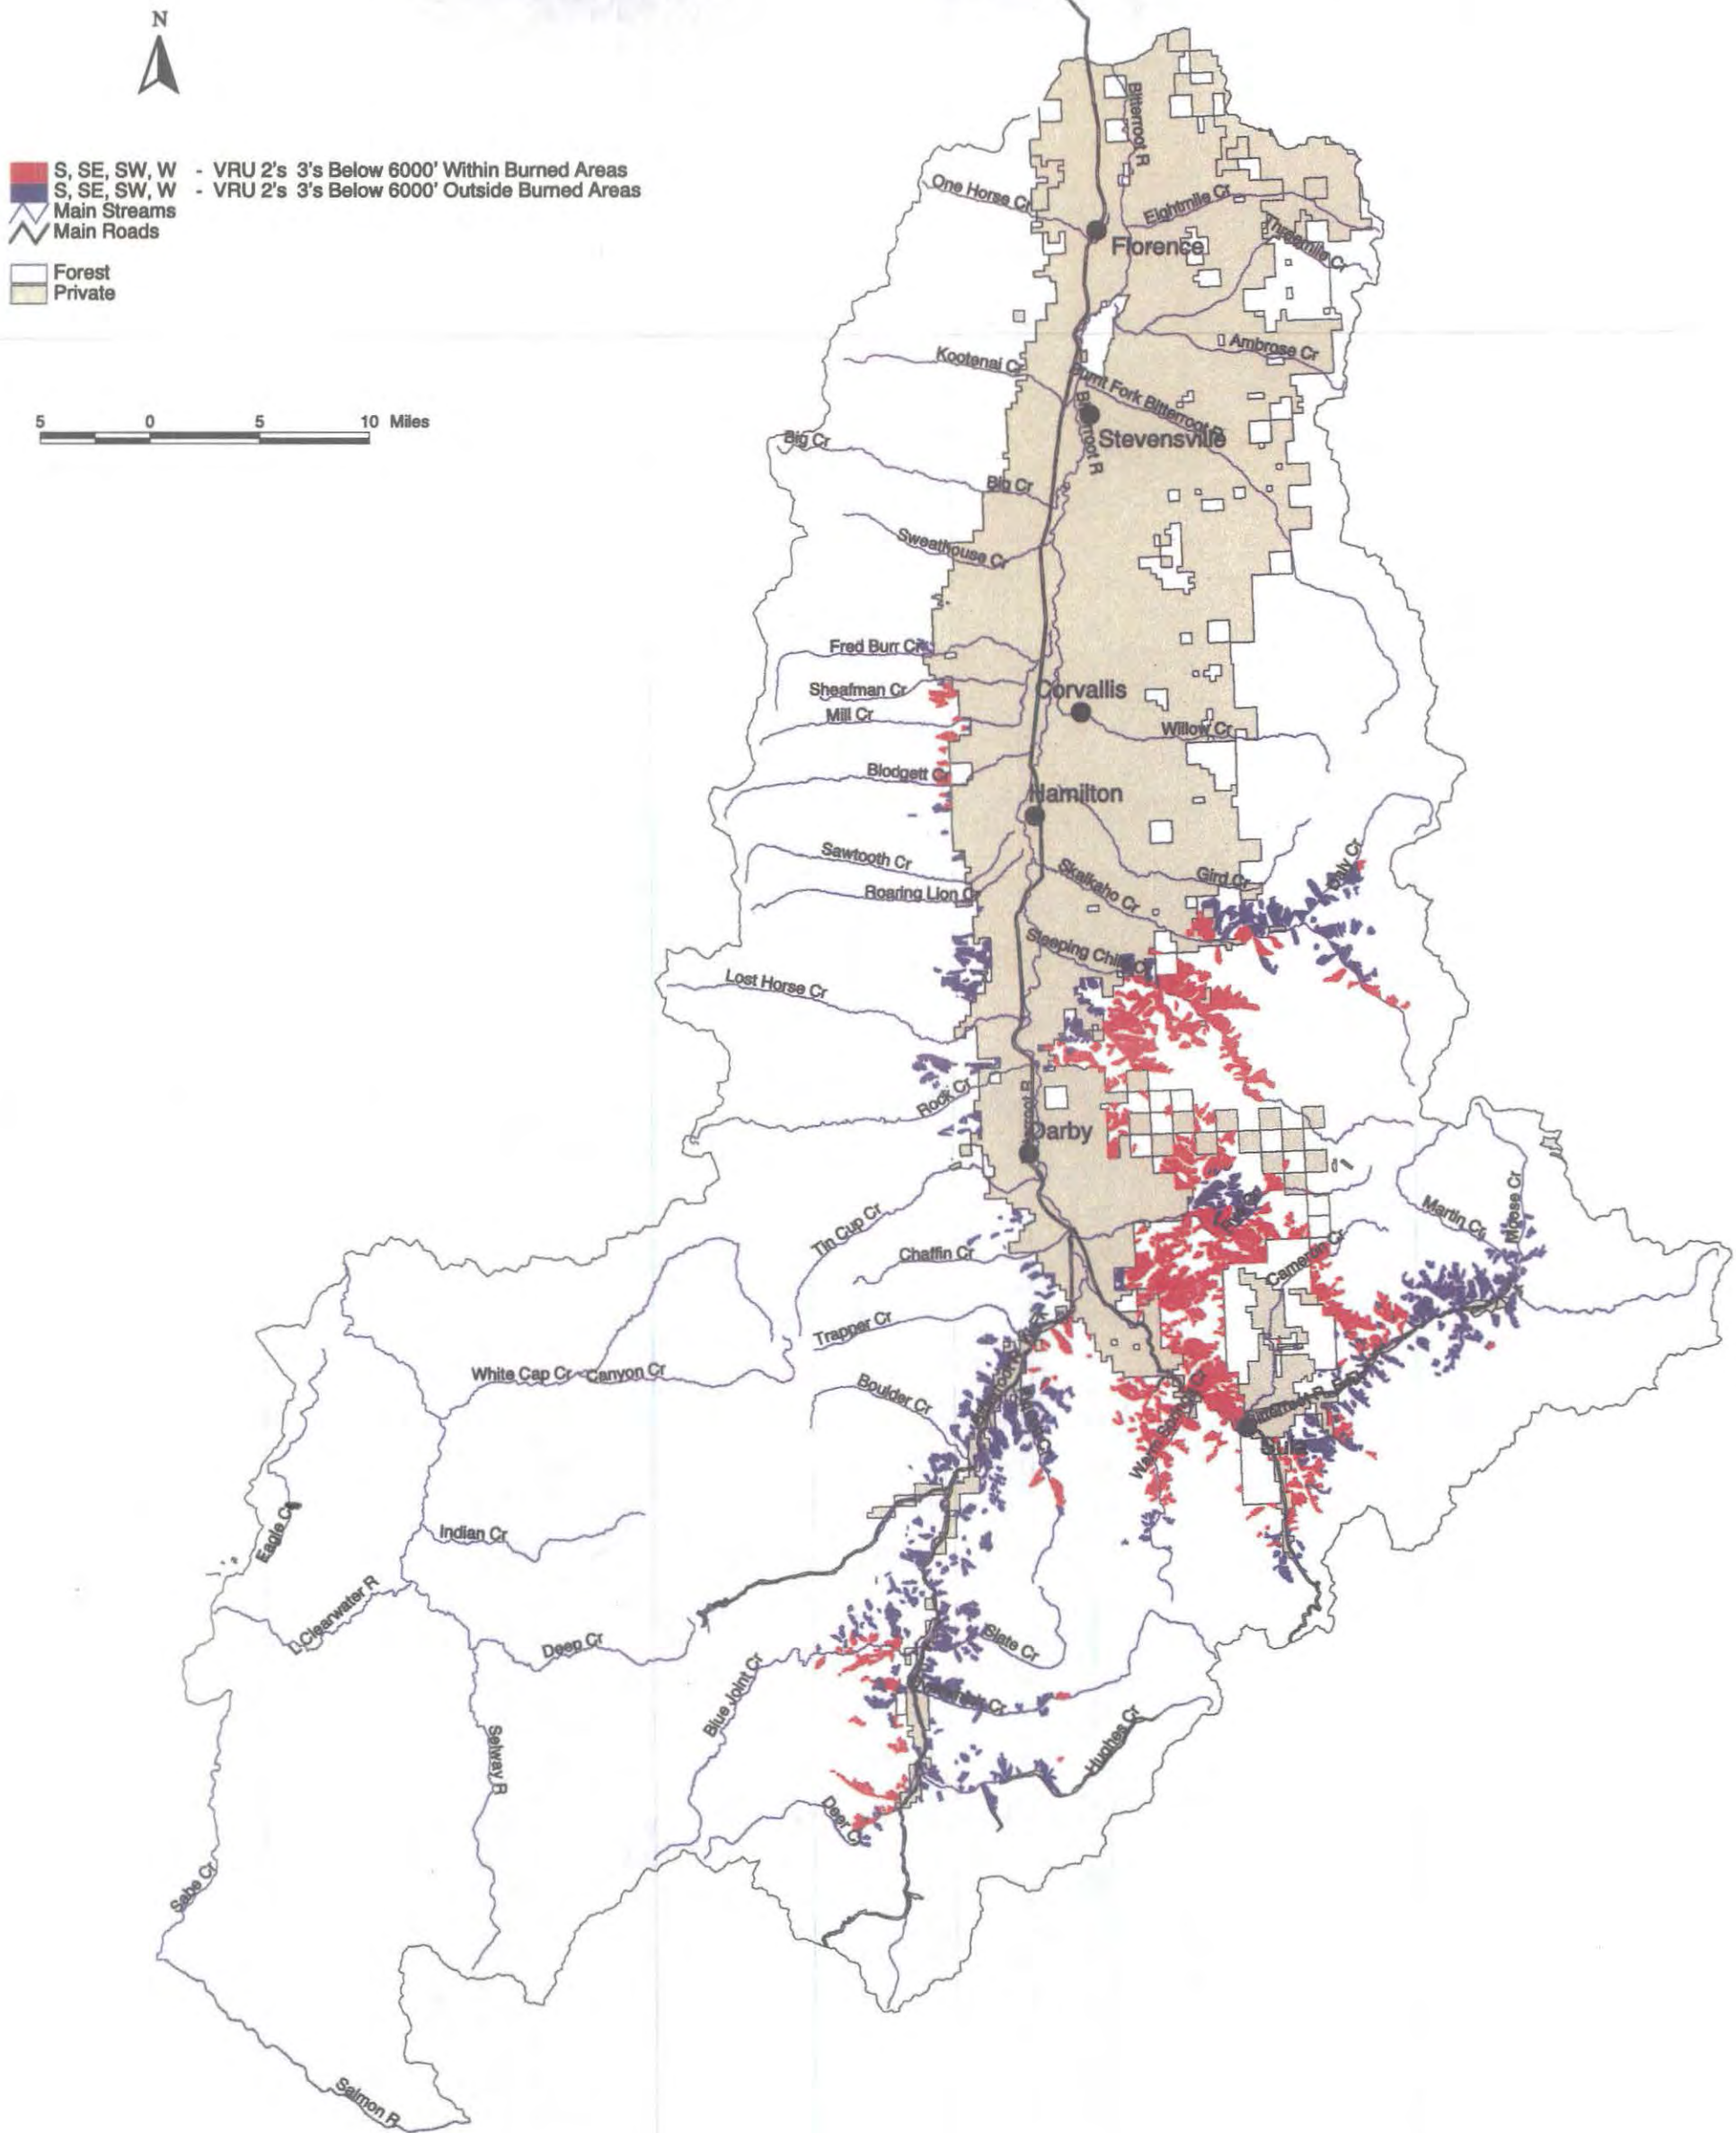 N
S, SE, SW, W - VRU 2's 3's Below 6000' Within Burned Areas
S, SE, SW, W - VRU 2's 3's Below 6000' Outside Burned Areas
Main Streams
Main Roads
Forest
Private
5 0 5 10 Miles
Bitterroot R
One Horse Cr
Eightmile Cr
Florence
Threemile Cr
Ambrose Cr
Kootenai Cr
Burnt Fork Bitterroot R
Bitterroot R
Stevensville
Big Cr
Big Cr
Sweathouse Cr
Fred Burr Cr
Sheafman Cr
Corvallis
Mill Cr
Willow Cr
Blodgett Cr
Hamilton
Sawtooth Cr
Skalkaho Cr
Gird Cr
Daly Cr
Roaring Lion Cr
Sleeping Child Cr
Lost Horse Cr
Rock Cr
Bitterroot R
Darby
Tin Cup Cr
Martin Cr
Moose Cr
Chaffin Cr
Cameron Cr
Trapper Cr
White Cap Cr
Canyon Cr
Boulder Cr
Warm Springs Cr
Sula
Eagle Cr
Indian Cr
L Clearwater R
Deep Cr
Slate Cr
Blue Joint Cr
Selway R
Hughes Cr
Deer C
Sabe Cr
Salmon R